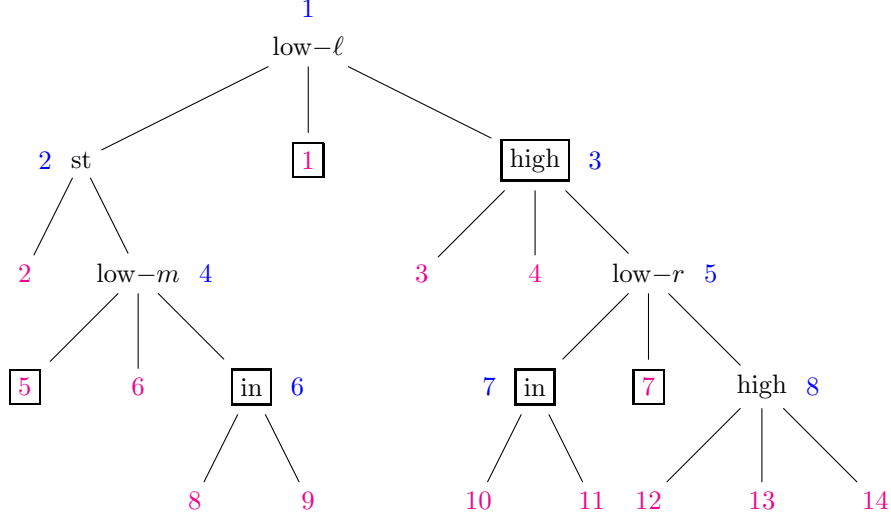 1
low−ℓ
2 st 1 high 3
2 low−m 4 3 4 low−r 5
5 6 in 6 7 in 7 high 8
8 9 10 11 12 13 14